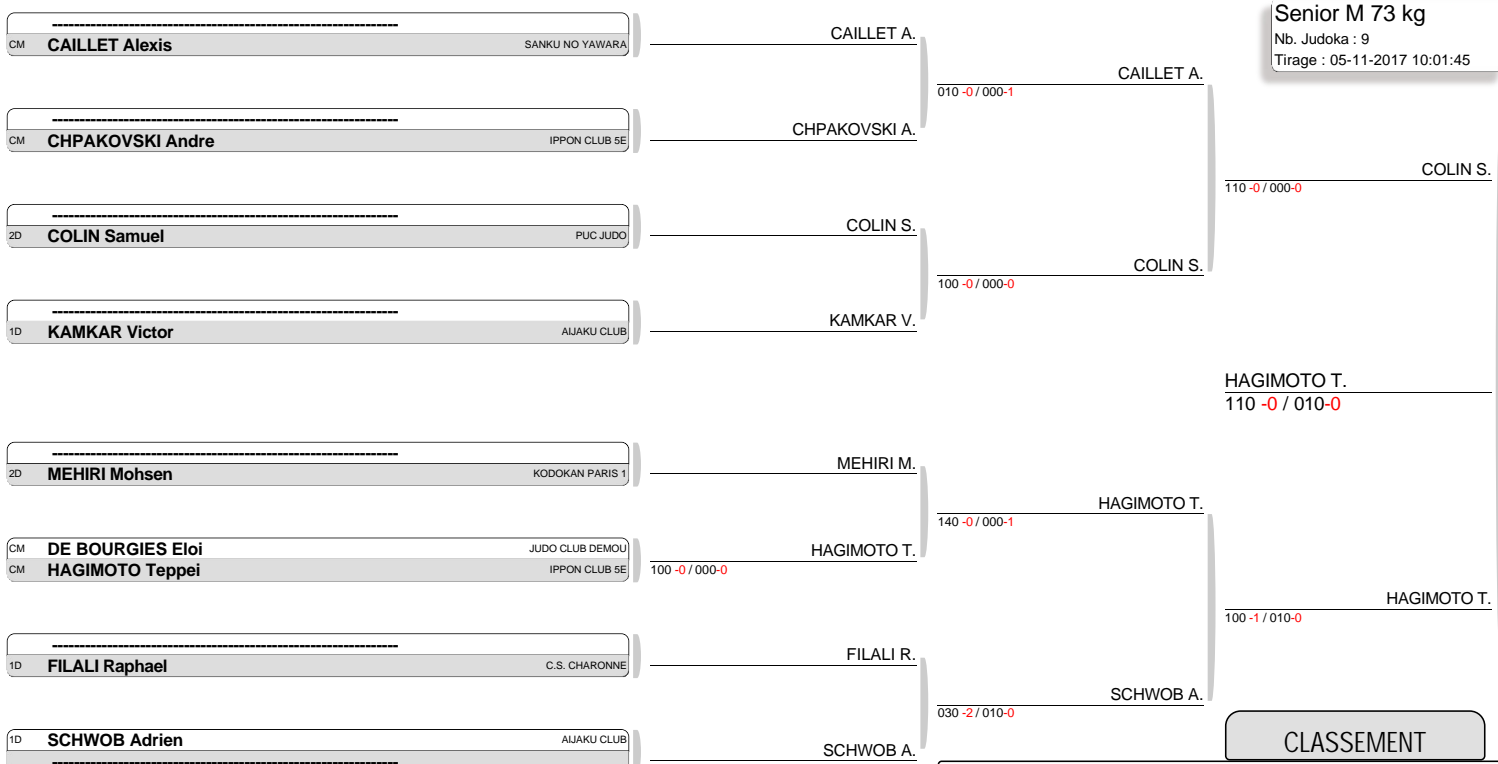 Senior M 73 kg
Nb. Judoka : 9
Tirage : 05-11-2017 10:01:45
--------------------------------------------------------------
CM CAILLET Alexis SANKU NO YAWARA
--------------------------------------------------------------
CM CHPAKOVSKI Andre IPPON CLUB 5E
--------------------------------------------------------------
2D COLIN Samuel PUC JUDO
--------------------------------------------------------------
1D KAMKAR Victor AIJAKU CLUB
--------------------------------------------------------------
2D MEHIRI Mohsen KODOKAN PARIS 1
CM DE BOURGIES Eloi JUDO CLUB DEMOU
CM HAGIMOTO Teppei IPPON CLUB 5E
--------------------------------------------------------------
1D FILALI Raphael C.S. CHARONNE
1D SCHWOB Adrien AIJAKU CLUB
--------------------------------------------------------------
CAILLET A.
CHPAKOVSKI A.
COLIN S.
KAMKAR V.
MEHIRI M.
HAGIMOTO T.
100 -0 / 000-0
FILALI R.
SCHWOB A.
CAILLET A.
010 -0 / 000-1
COLIN S.
100 -0 / 000-0
HAGIMOTO T.
140 -0 / 000-1
SCHWOB A.
030 -2 / 010-0
COLIN S.
110 -0 / 000-0
HAGIMOTO T.
110 -0 / 010-0
HAGIMOTO T.
100 -1 / 010-0
CLASSEMENT